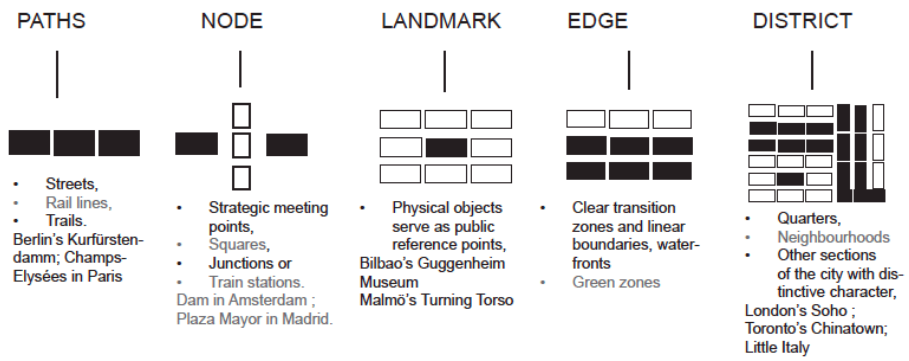 PATHS
• Streets,
• Rail lines,
• Trails.
Berlin's Kurfürsten-
damm; Champs-
Elysées in Paris
NODE
• Strategic meeting
points,
• Squares,
• Junctions or
• Train stations.
Dam in Amsterdam ;
Plaza Mayor in Madrid.
LANDMARK
• Physical objects
serve as public
reference points,
Bilbao's Guggenheim
Museum
Malmö's Turning Torso
EDGE
• Clear transition
zones and linear
boundaries, water-
fronts
• Green zones
DISTRICT
• Quarters,
• Neighbourhoods
• Other sections
of the city with dis-
tinctive character,
London's Soho ;
Toronto's Chinatown;
Little Italy